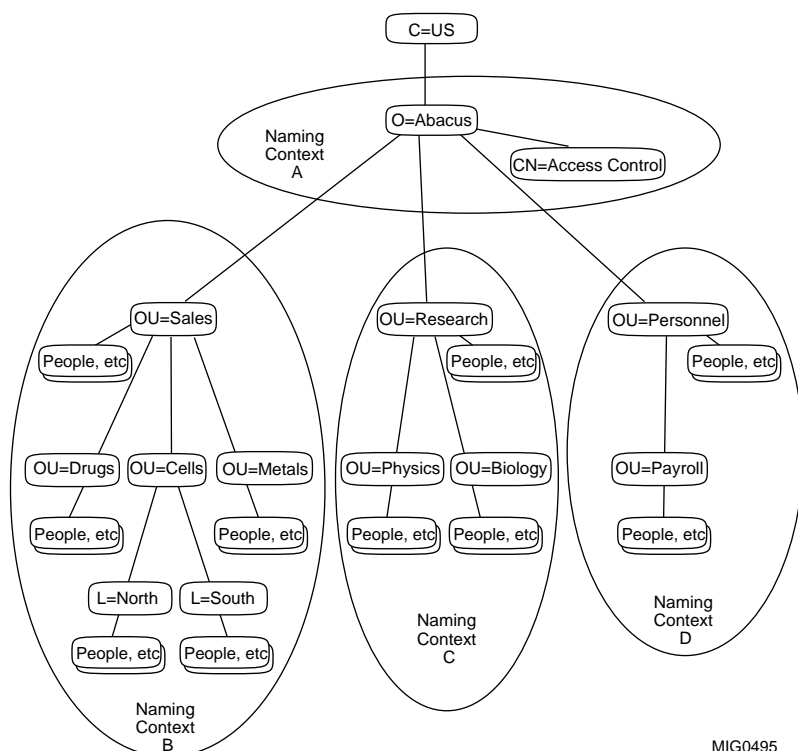 C=US
O=Abacus
Naming
Context
A
CN=Access Control
OU=Sales
OU=Research
OU=Personnel
People, etc
People, etc
People, etc
OU=Drugs
OU=Cells
OU=Metals
OU=Physics
OU=Biology
OU=Payroll
People, etc
People, etc
People, etc
People, etc
People, etc
L=North
L=South
Naming
Context
C
Naming
Context
D
People, etc
People, etc
Naming
Context
B
MIG0495